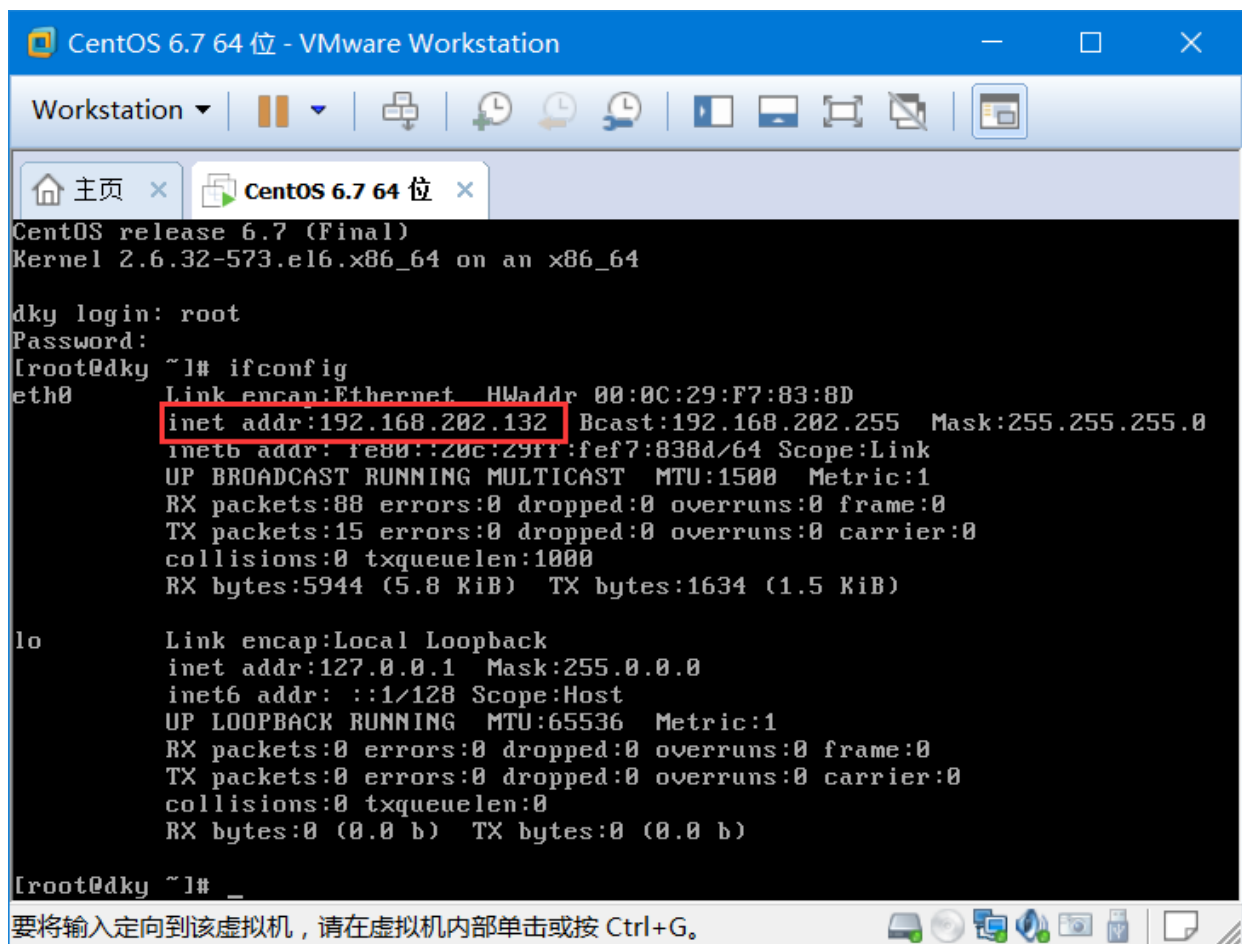 CentOS 6.7 64 位 - VMware Workstation
Workstation
主页 CentOS 6.7 64 位
CentOS release 6.7 (Final)
Kernel 2.6.32-573.el6.x86_64 on an x86_64
dky login: root
Password:
[root@dky ~]# ifconfig
eth0 Link encap:Ethernet HWaddr 00:0C:29:F7:83:8D
inet addr:192.168.202.132 Bcast:192.168.202.255 Mask:255.255.255.0
inet6 addr: fe80::20c:29ff:fef7:838d/64 Scope:Link
UP BROADCAST RUNNING MULTICAST MTU:1500 Metric:1
RX packets:88 errors:0 dropped:0 overruns:0 frame:0
TX packets:15 errors:0 dropped:0 overruns:0 carrier:0
collisions:0 txqueuelen:1000
RX bytes:5944 (5.8 KiB) TX bytes:1634 (1.5 KiB)
lo Link encap:Local Loopback
inet addr:127.0.0.1 Mask:255.0.0.0
inet6 addr: ::1/128 Scope:Host
UP LOOPBACK RUNNING MTU:65536 Metric:1
RX packets:0 errors:0 dropped:0 overruns:0 frame:0
TX packets:0 errors:0 dropped:0 overruns:0 carrier:0
collisions:0 txqueuelen:0
RX bytes:0 (0.0 b) TX bytes:0 (0.0 b)
[root@dky ~]# _
要将输入定向到该虚拟机，请在虚拟机内部单击或按 Ctrl+G。